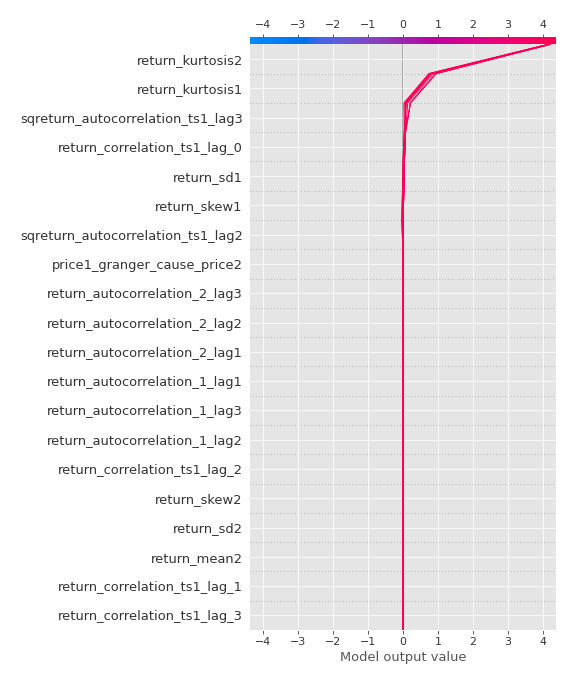 −4 −3 −2 −1 0 1 2 3 4
return_kurtosis2
return_kurtosis1
sqreturn_autocorrelation_ts1_lag3
return_correlation_ts1_lag_0
return_sd1
return_skew1
sqreturn_autocorrelation_ts1_lag2
price1_granger_cause_price2
return_autocorrelation_2_lag3
return_autocorrelation_2_lag2
return_autocorrelation_2_lag1
return_autocorrelation_1_lag1
return_autocorrelation_1_lag3
return_autocorrelation_1_lag2
return_correlation_ts1_lag_2
return_skew2
return_sd2
return_mean2
return_correlation_ts1_lag_1
return_correlation_ts1_lag_3
−4 −3 −2 −1 0 1 2 3 4
Model output value